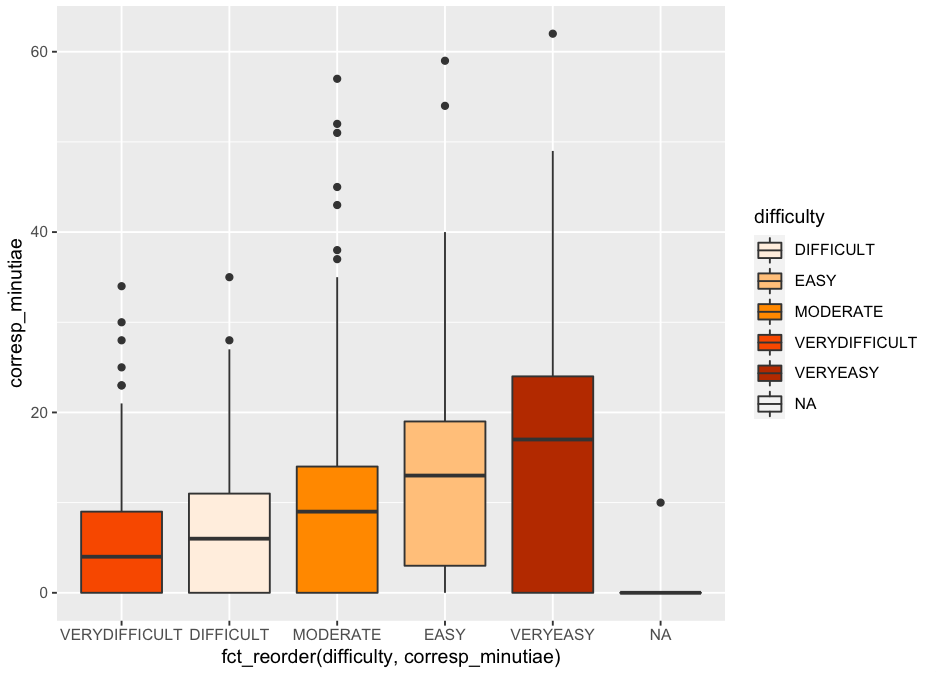 60
40
20
0
corresp_minutiae
VERYDIFFICULT DIFFICULT MODERATE EASY VERYEASY NA
fct_reorder(difficulty, corresp_minutiae)
difficulty
DIFFICULT
EASY
MODERATE
VERYDIFFICULT
VERYEASY
NA